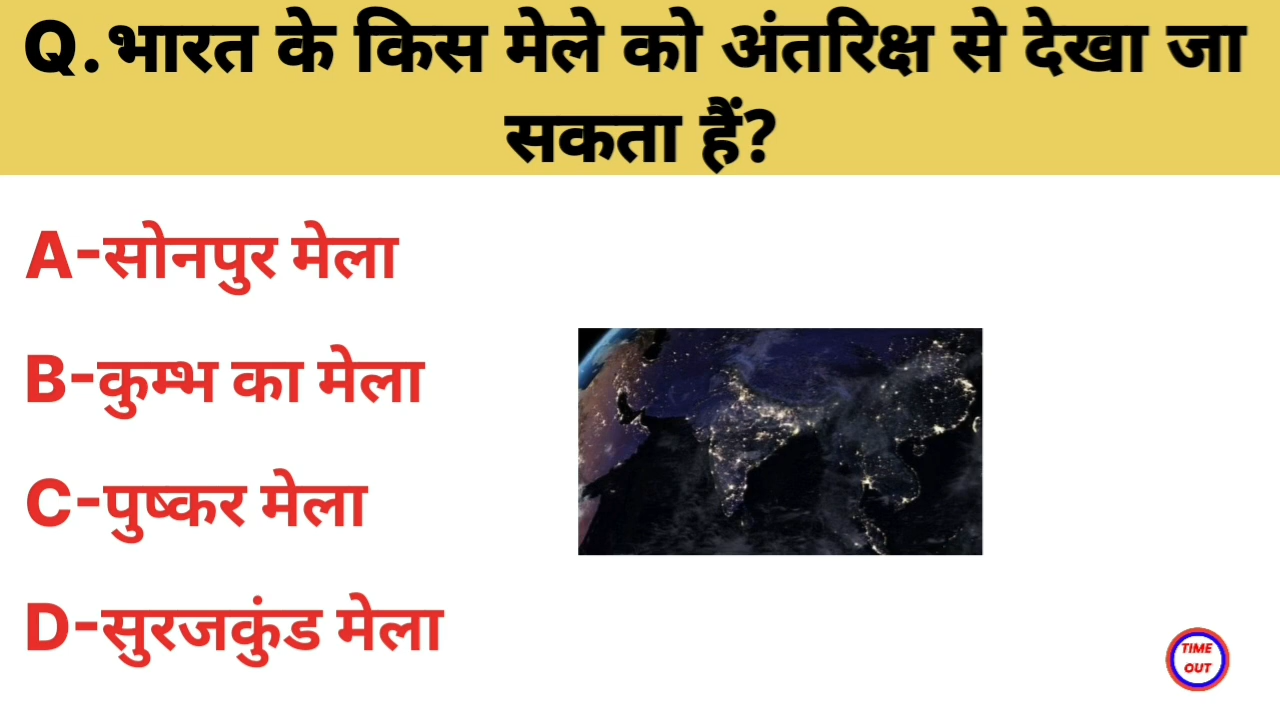 Q.भारत के किस मेले को अंतरिक्ष से देखा जा
सकता हैं?
A-सोनपुर मेला
B-कुम्भ का मेला
C-पुष्कर मेला
D-सुरजकुंड मेला
TIME
OUT